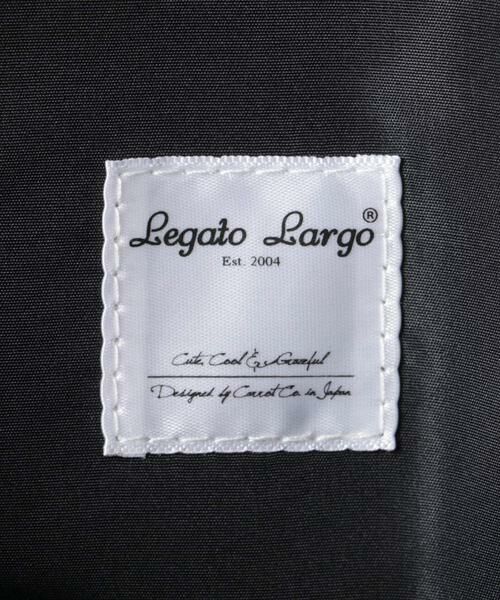 Legato Largo®
Est. 2004
Cute, Cool & Graceful
Designed by Carrot Co. in Japan